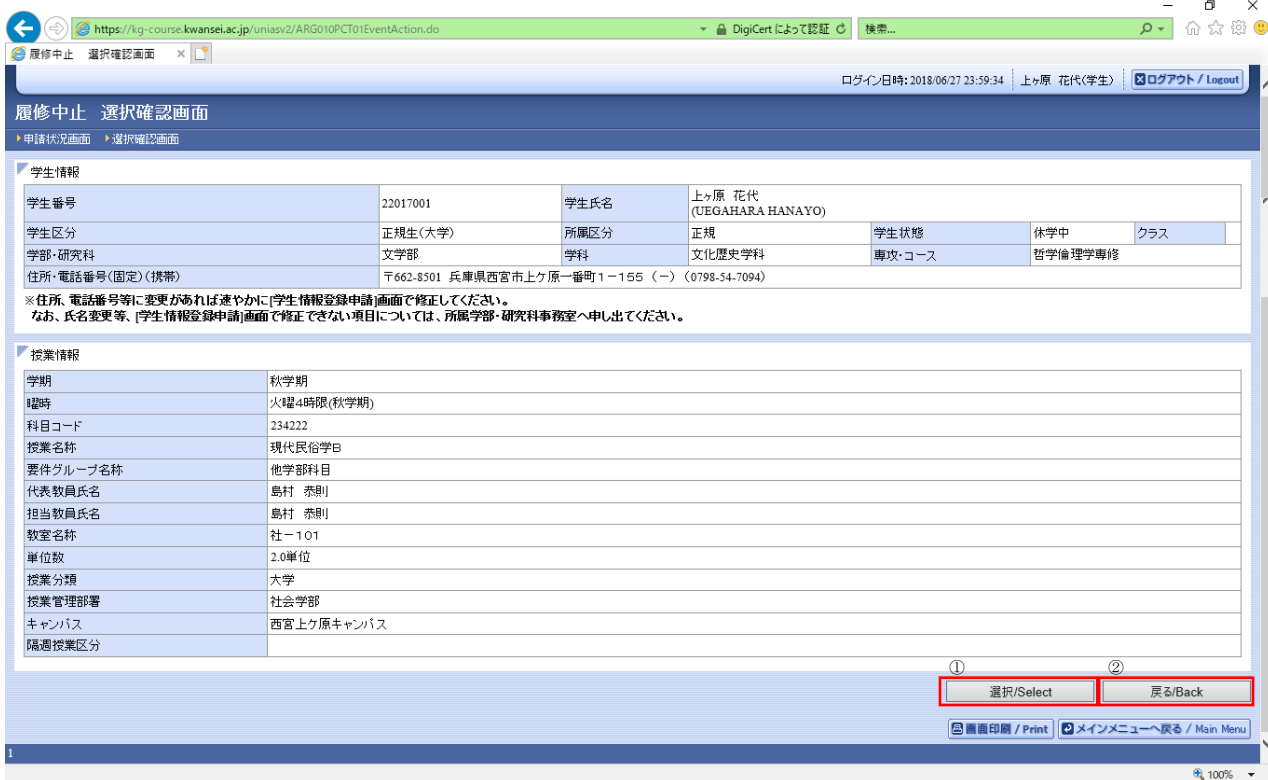 https://kg-course.kwansei.ac.jp/uniasv2/ARG010PCT01EventAction.do
DigiCert によって認証
検索...
履修中止 選択確認画面
ログイン日時：2018/06/27 23:59:34 上ヶ原 花代(学生) ログアウト / Logout
履修中止 選択確認画面
申請状況画面 選択確認画面
学生情報
学生番号 22017001 学生氏名 上ヶ原 花代
(UEGAHARA HANAYO)
学生区分 正規生(大学) 所属区分 正規 学生状態 休学中 クラス
学部・研究科 文学部 学科 文化歴史学科 専攻・コース 哲学倫理学専修
住所・電話番号(固定)(携帯) 〒662-8501 兵庫県西宮市上ケ原一番町１－１５５ (－) (0798-54-7094)
※住所、電話番号等に変更があれば速やかに[学生情報登録申請]画面で修正してください。
なお、氏名変更等、[学生情報登録申請]画面で修正できない項目については、所属学部・研究科事務室へ申し出てください。
授業情報
学期 秋学期
曜時 火曜４時限(秋学期)
科目コード 234222
授業名称 現代民俗学Ｂ
要件グループ名称 他学部科目
代表教員氏名 島村 恭則
担当教員氏名 島村 恭則
教室名称 社－１０１
単位数 2.0単位
授業分類 大学
授業管理部署 社会学部
キャンパス 西宮上ケ原キャンパス
隔週授業区分
① ②
選択/Select 戻る/Back
画面印刷 / Print メインメニューへ戻る / Main Menu
1
100%